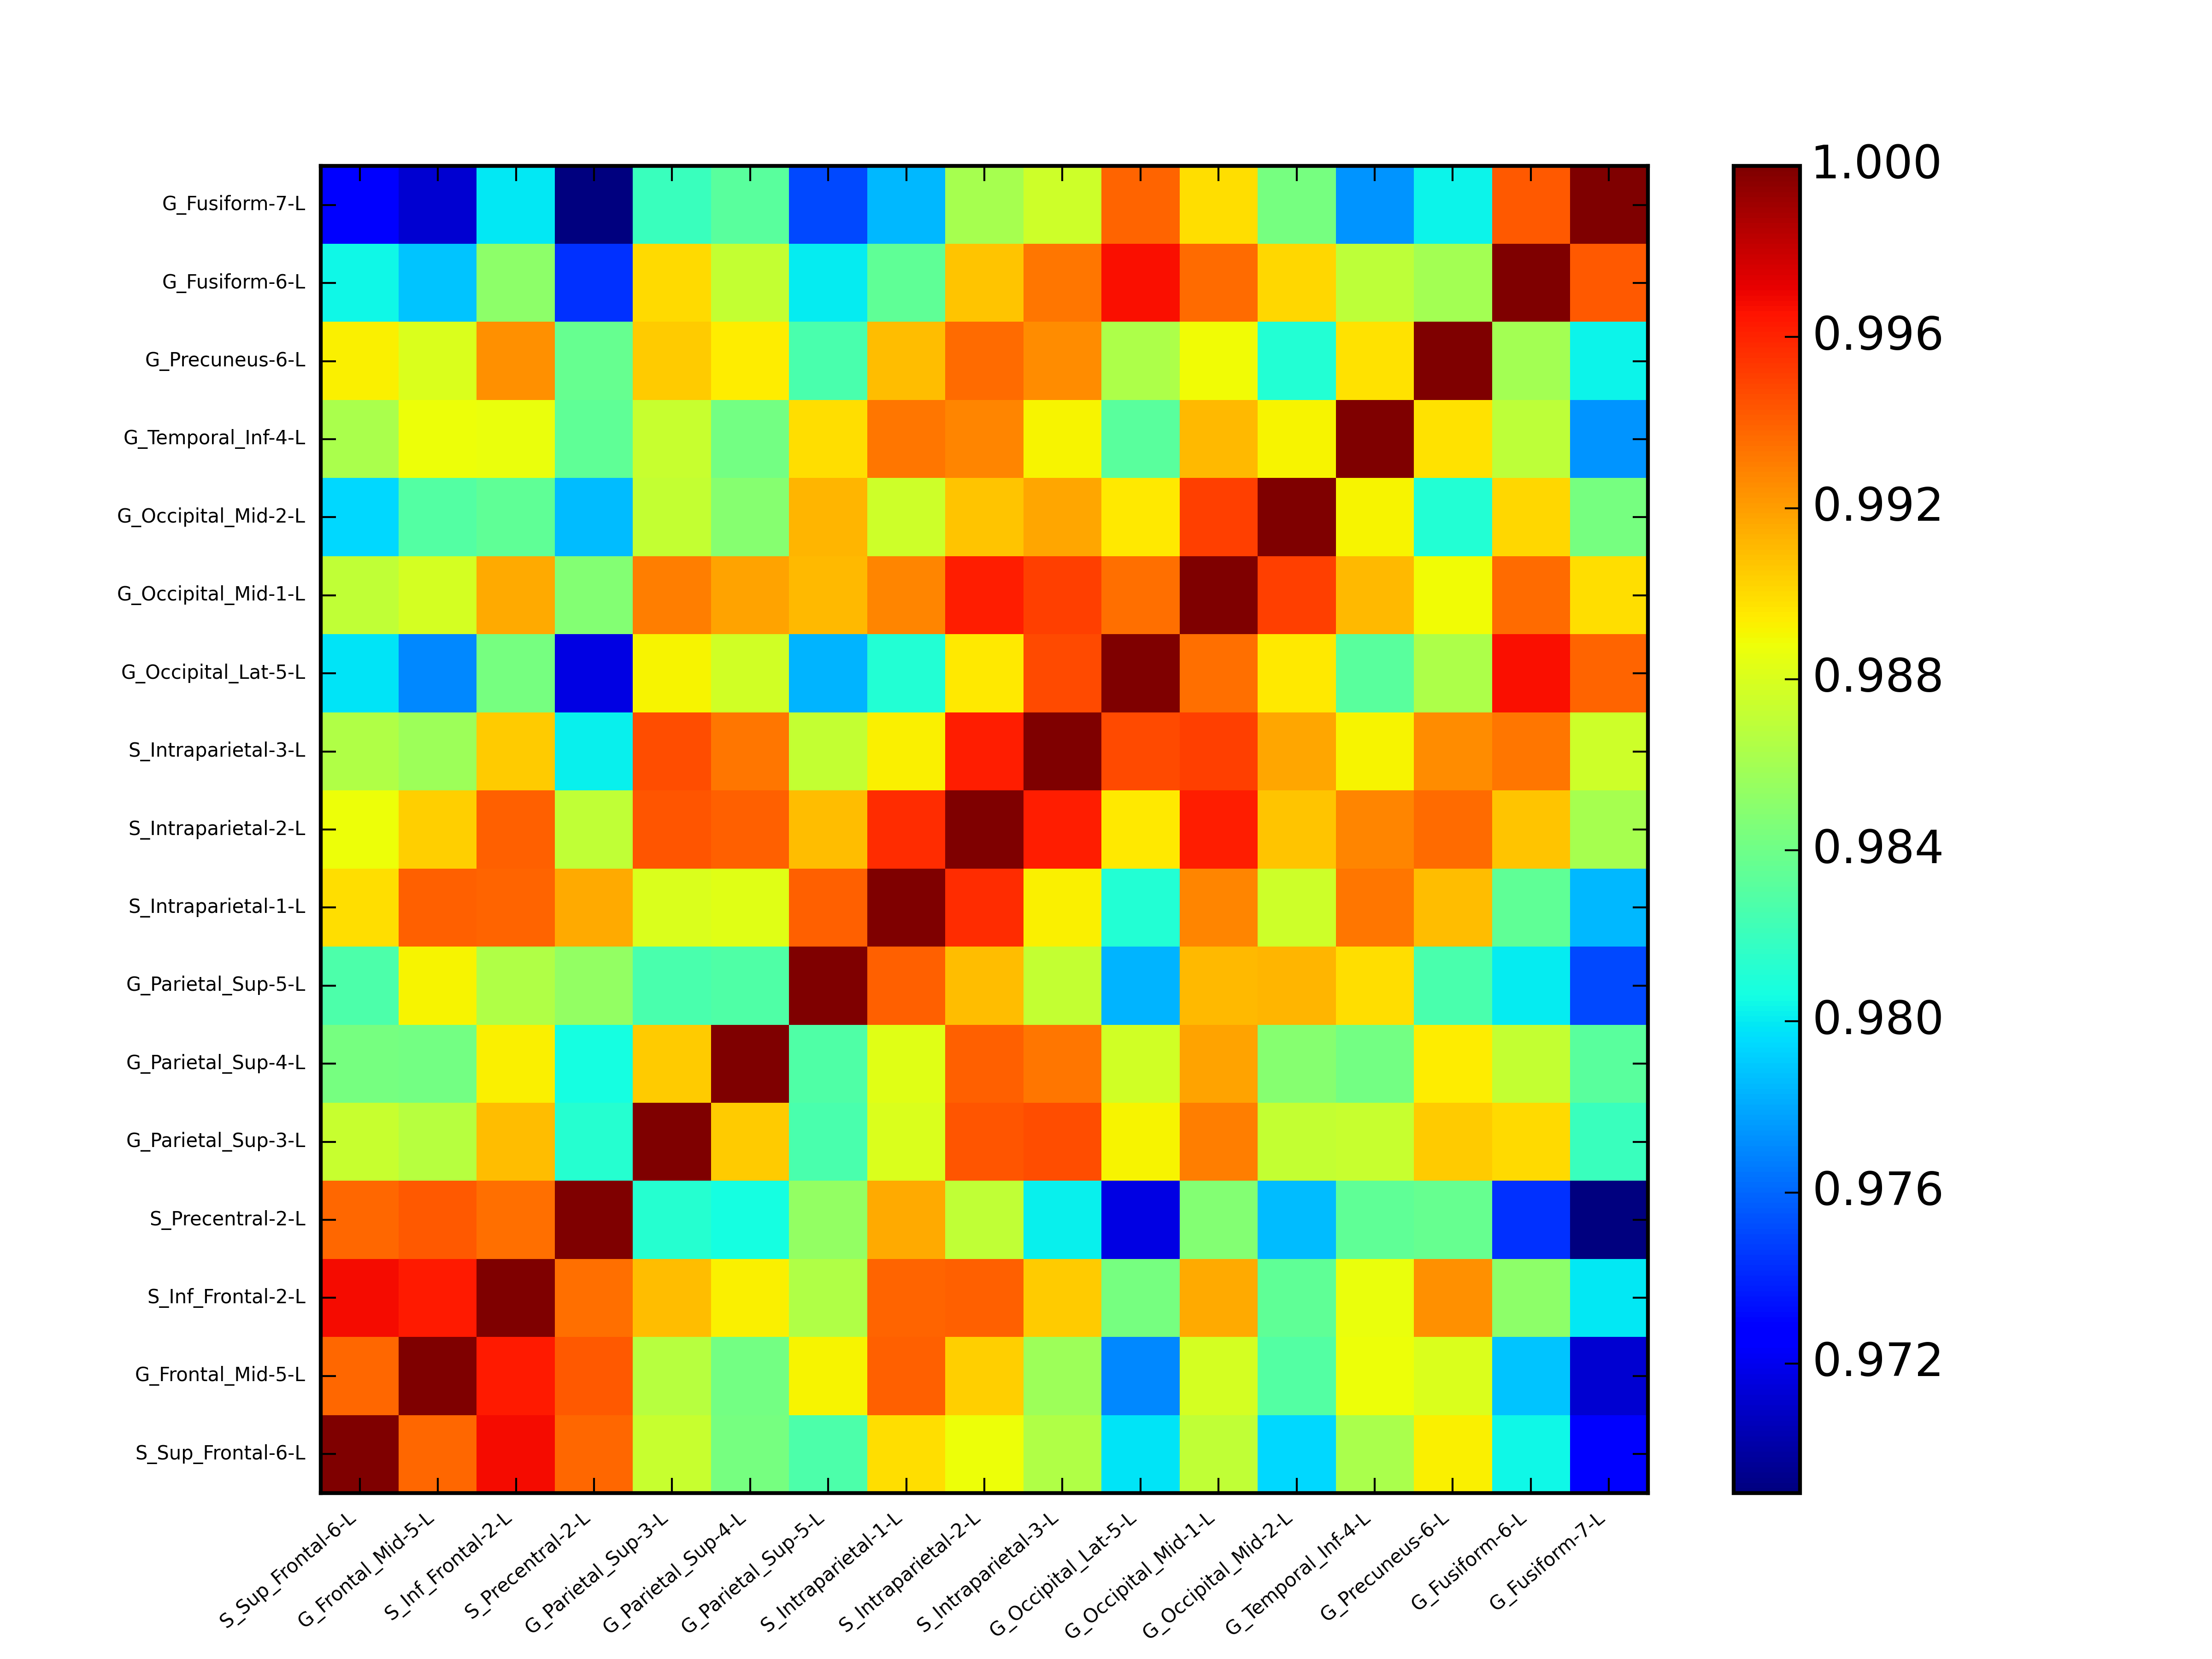 G_Fusiform-7-L
G_Fusiform-6-L
G_Precuneus-6-L
G_Temporal_Inf-4-L
G_Occipital_Mid-2-L
G_Occipital_Mid-1-L
G_Occipital_Lat-5-L
S_Intraparietal-3-L
S_Intraparietal-2-L
S_Intraparietal-1-L
G_Parietal_Sup-5-L
G_Parietal_Sup-4-L
G_Parietal_Sup-3-L
S_Precentral-2-L
S_Inf_Frontal-2-L
G_Frontal_Mid-5-L
S_Sup_Frontal-6-L
S_Sup_Frontal-6-L
G_Frontal_Mid-5-L
S_Inf_Frontal-2-L
S_Precentral-2-L
G_Parietal_Sup-3-L
G_Parietal_Sup-4-L
G_Parietal_Sup-5-L
S_Intraparietal-1-L
S_Intraparietal-2-L
S_Intraparietal-3-L
G_Occipital_Lat-5-L
G_Occipital_Mid-1-L
G_Occipital_Mid-2-L
G_Temporal_Inf-4-L
G_Precuneus-6-L
G_Fusiform-6-L
G_Fusiform-7-L
1.000
0.996
0.992
0.988
0.984
0.980
0.976
0.972